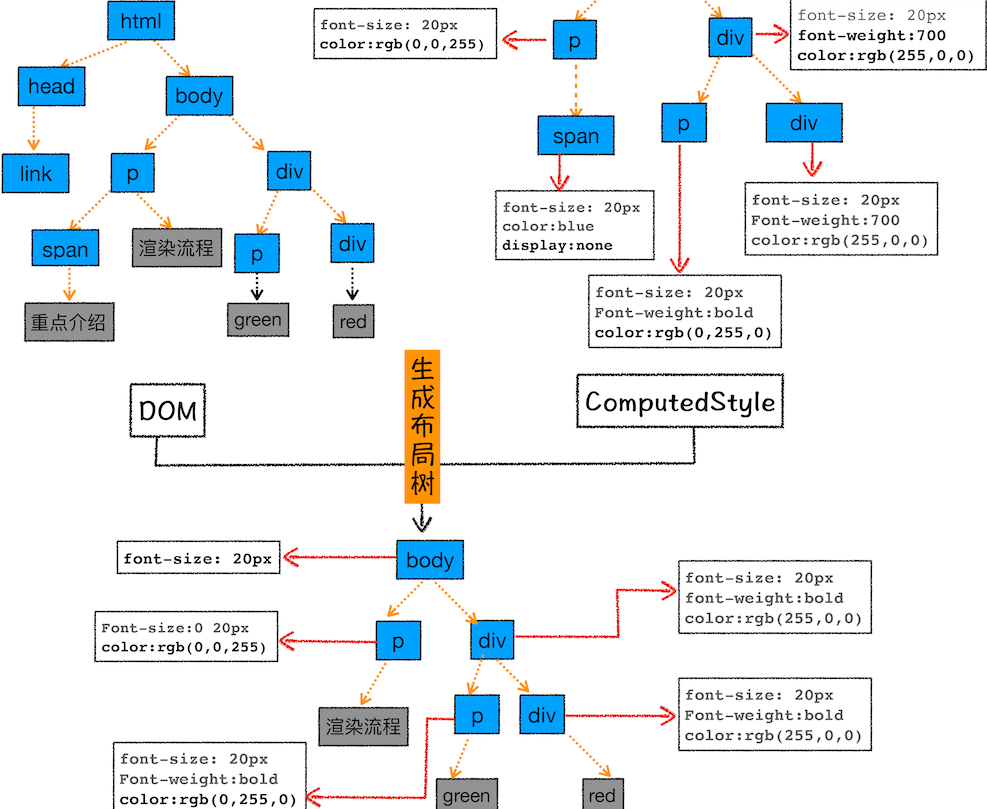 html
head
body
link
p
div
span
渲染流程
p
div
重点介绍
green
red
font-size: 20px
color:rgb(0,0,255)
p
div
font-size: 20px
font-weight:700
color:rgb(255,0,0)
span
p
div
font-size: 20px
color:blue
display:none
font-size: 20px
Font-weight:700
color:rgb(255,0,0)
font-size: 20px
Font-weight:bold
color:rgb(0,255,0)
DOM
生成布局树
ComputedStyle
font-size: 20px
body
Font-size:0 20px
color:rgb(0,0,255)
p
div
font-size: 20px
font-weight:bold
color:rgb(255,0,0)
渲染流程
p
div
font-size: 20px
Font-weight:bold
color:rgb(255,0,0)
font-size: 20px
Font-weight:bold
color:rgb(0,255,0)
green
red